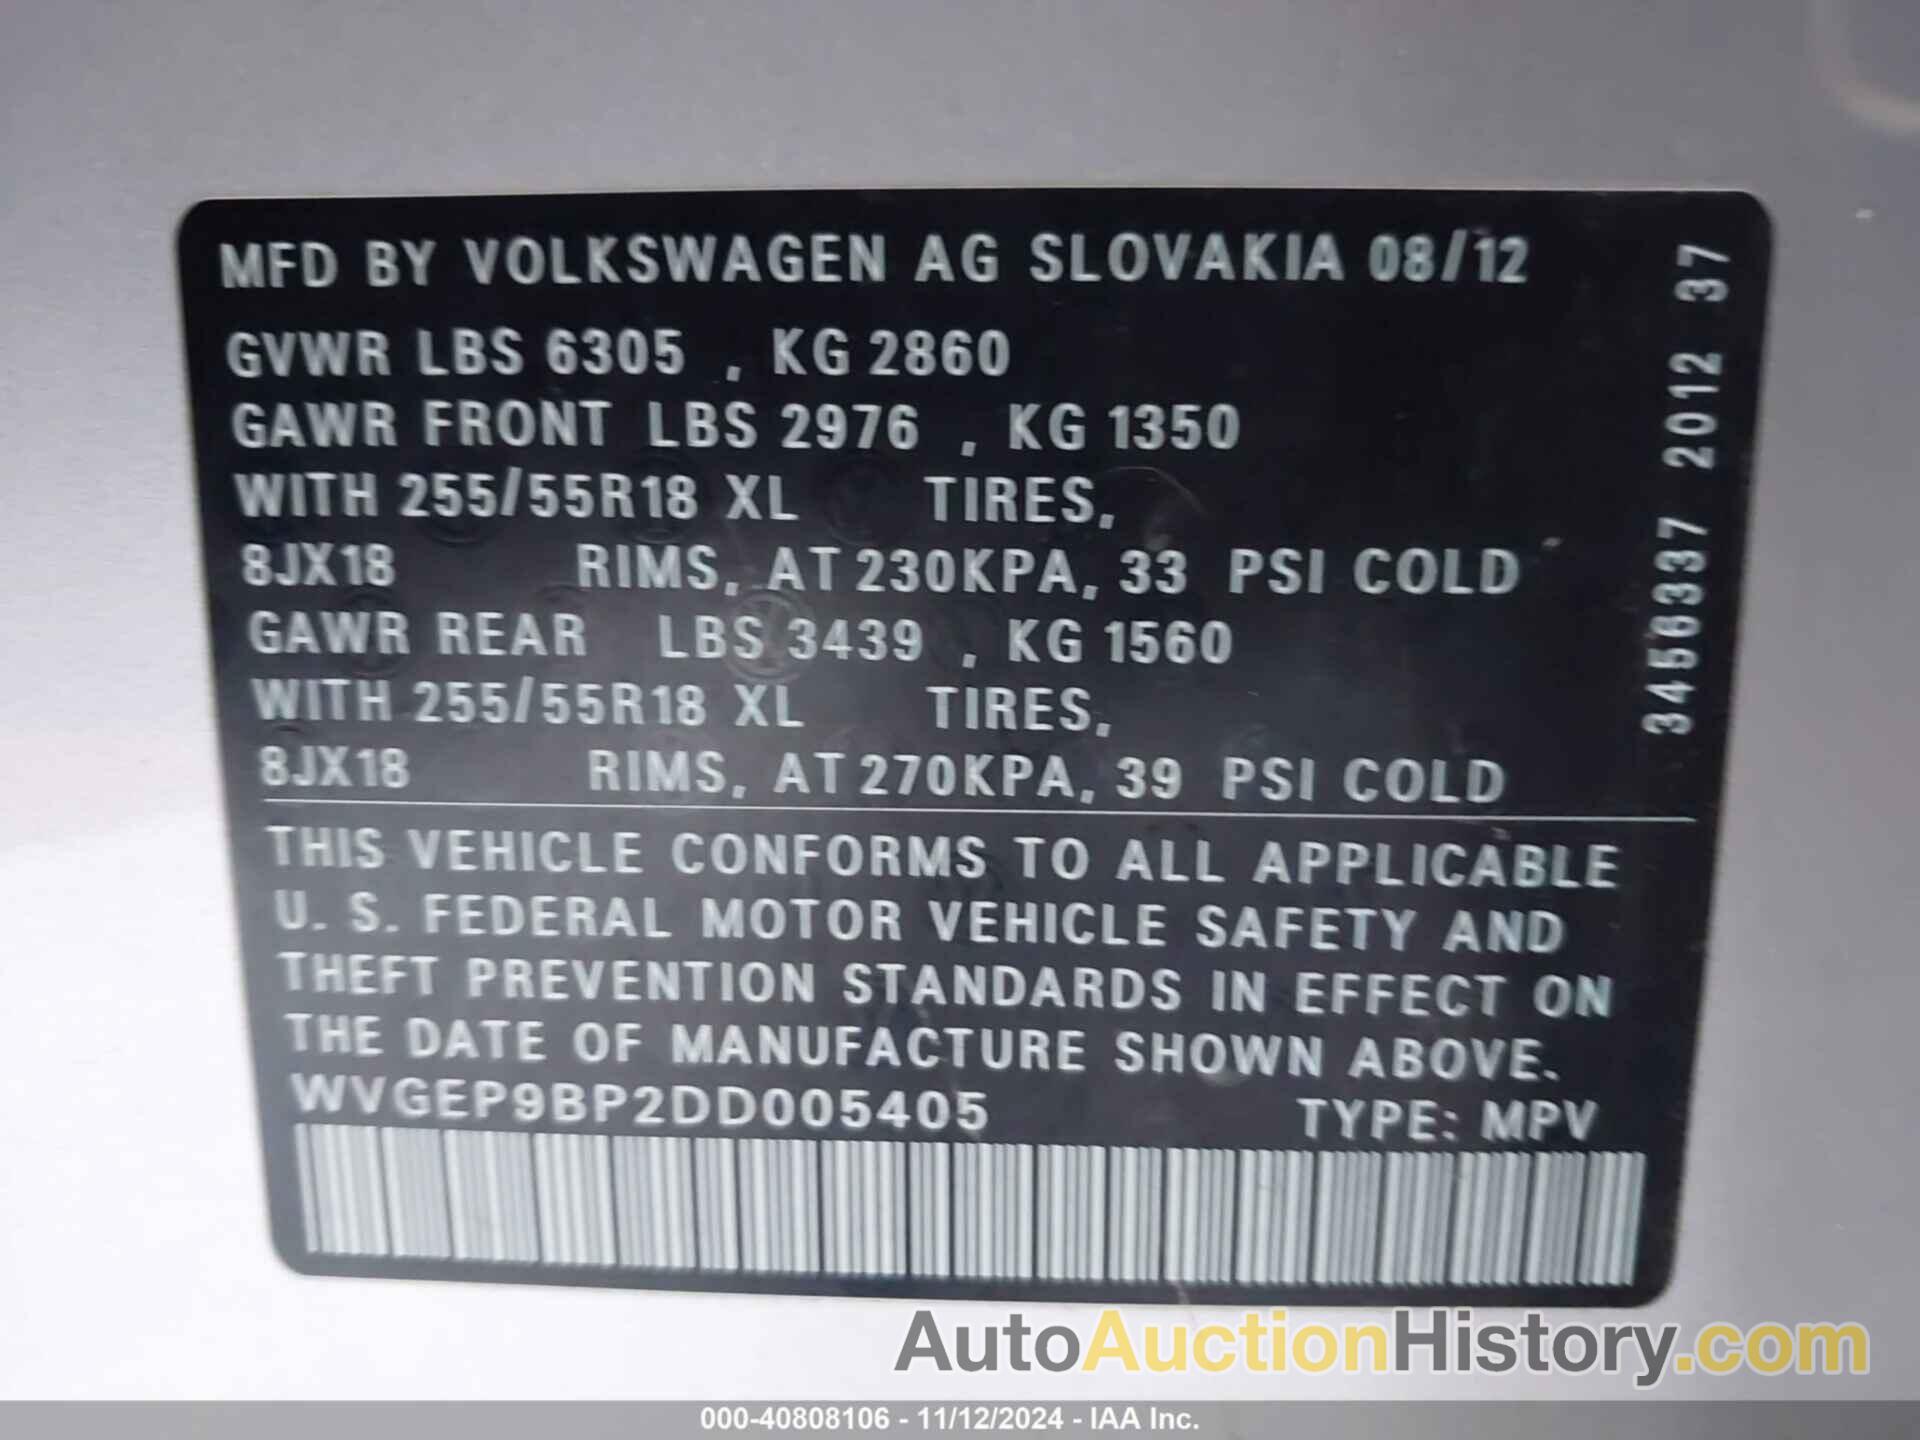 MFD BY VOLKSWAGEN AG SLOVAKIA 08/12
GVWR LBS 6305 , KG 2860
GAWR FRONT LBS 2976 , KG 1350
WITH 255/55R18 XL TIRES,
8JX18 RIMS, AT 230KPA, 33 PSI COLD
GAWR REAR LBS 3439 , KG 1560
WITH 255/55R18 XL TIRES,
8JX18 RIMS, AT 270KPA, 39 PSI COLD
3456337 2012 37
THIS VEHICLE CONFORMS TO ALL APPLICABLE
U. S. FEDERAL MOTOR VEHICLE SAFETY AND
THEFT PREVENTION STANDARDS IN EFFECT ON
THE DATE OF MANUFACTURE SHOWN ABOVE.
WVGEP9BP2DD005405 TYPE: MPV
AutoAuctionHistory.com
000-40808106 - 11/12/2024 - IAA Inc.